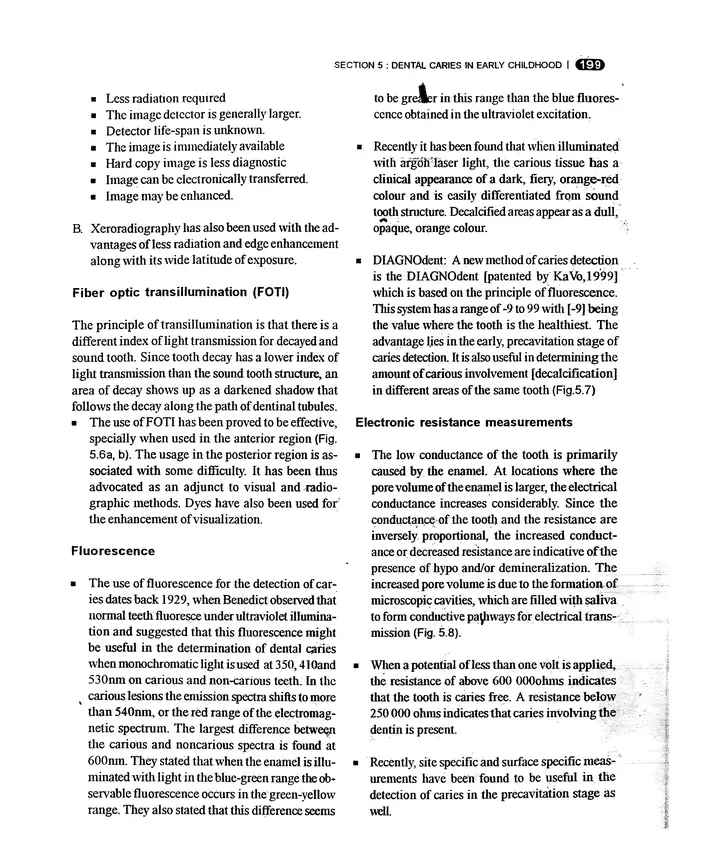 SECTION 5 : DENTAL CARIES IN EARLY CHILDHOOD | 199
▪ Less radiation required
▪ The image detector is generally larger.
▪ Detector life-span is unknown.
▪ The image is immediately available
▪ Hard copy image is less diagnostic
▪ Image can be electronically transferred.
▪ Image may be enhanced.
B. Xeroradiography has also been used with the ad-
vantages of less radiation and edge enhancement
along with its wide latitude of exposure.
Fiber optic transillumination (FOTI)
The principle of transillumination is that there is a
different index of light transmission for decayed and
sound tooth. Since tooth decay has a lower index of
light transmission than the sound tooth structure, an
area of decay shows up as a darkened shadow that
follows the decay along the path of dentinal tubules.
▪ The use of FOTI has been proved to be effective,
specially when used in the anterior region (Fig.
5.6a, b). The usage in the posterior region is as-
sociated with some difficulty. It has been thus
advocated as an adjunct to visual and radio-
graphic methods. Dyes have also been used for
the enhancement of visualization.
Fluorescence
▪ The use of fluorescence for the detection of car-
ies dates back 1929, when Benedict observed that
normal teeth fluoresce under ultraviolet illumina-
tion and suggested that this fluorescence might
be useful in the determination of dental caries
when monochromatic light is used at 350, 410and
530nm on carious and non-carious teeth. In the
carious lesions the emission spectra shifts to more
than 540nm, or the red range of the electromag-
netic spectrum. The largest difference between
the carious and noncarious spectra is found at
600nm. They stated that when the enamel is illu-
minated with light in the blue-green range the ob-
servable fluorescence occurs in the green-yellow
range. They also stated that this difference seems
to be greater in this range than the blue fluores-
cence obtained in the ultraviolet excitation.
▪ Recently it has been found that when illuminated
with argon laser light, the carious tissue has a
clinical appearance of a dark, fiery, orange-red
colour and is easily differentiated from sound
tooth structure. Decalcified areas appear as a dull,
opaque, orange colour.
▪ DIAGNOdent: A new method of caries detection
is the DIAGNOdent [patented by KaVo,1999]
which is based on the principle of fluorescence.
This system has a range of -9 to 99 with [-9] being
the value where the tooth is the healthiest. The
advantage lies in the early, precavitation stage of
caries detection. It is also useful in determining the
amount of carious involvement [decalcification]
in different areas of the same tooth (Fig.5.7)
Electronic resistance measurements
▪ The low conductance of the tooth is primarily
caused by the enamel. At locations where the
pore volume of the enamel is larger, the electrical
conductance increases considerably. Since the
conductance of the tooth and the resistance are
inversely proportional, the increased conduct-
ance or decreased resistance are indicative of the
presence of hypo and/or demineralization. The
increased pore volume is due to the formation of
microscopic cavities, which are filled with saliva
to form conductive pathways for electrical trans-
mission (Fig. 5.8).
▪ When a potential of less than one volt is applied,
the resistance of above 600 000ohms indicates
that the tooth is caries free. A resistance below
250 000 ohms indicates that caries involving the
dentin is present.
▪ Recently, site specific and surface specific meas-
urements have been found to be useful in the
detection of caries in the precavitation stage as
well.